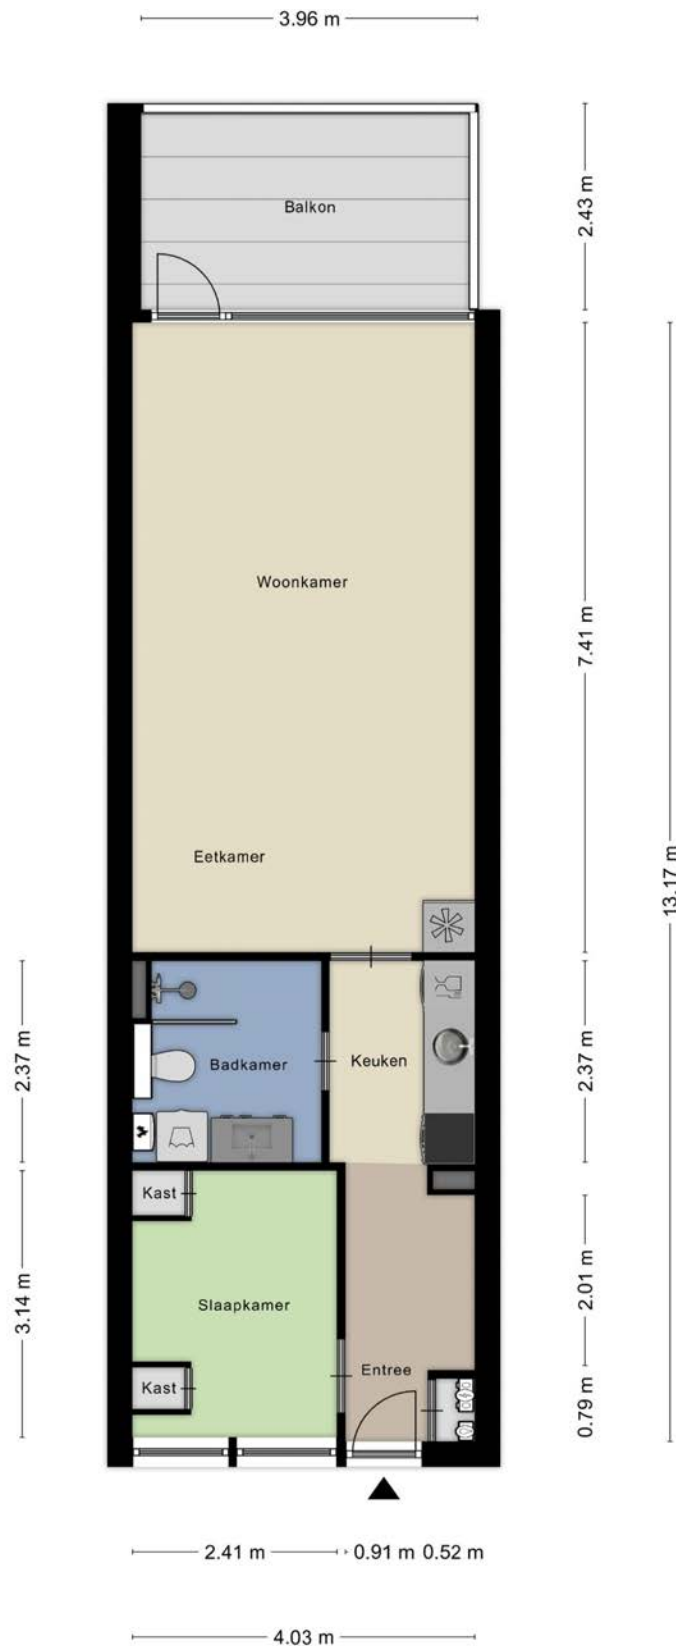 3.96 m
Balkon
2.43 m
Woonkamer
7.41 m
13.17 m
Eetkamer
2.37 m
Badkamer
Keuken
2.37 m
Kast
3.14 m
Slaapkamer
2.01 m
Kast
Entree
0.79 m
2.41 m
0.91 m
0.52 m
4.03 m